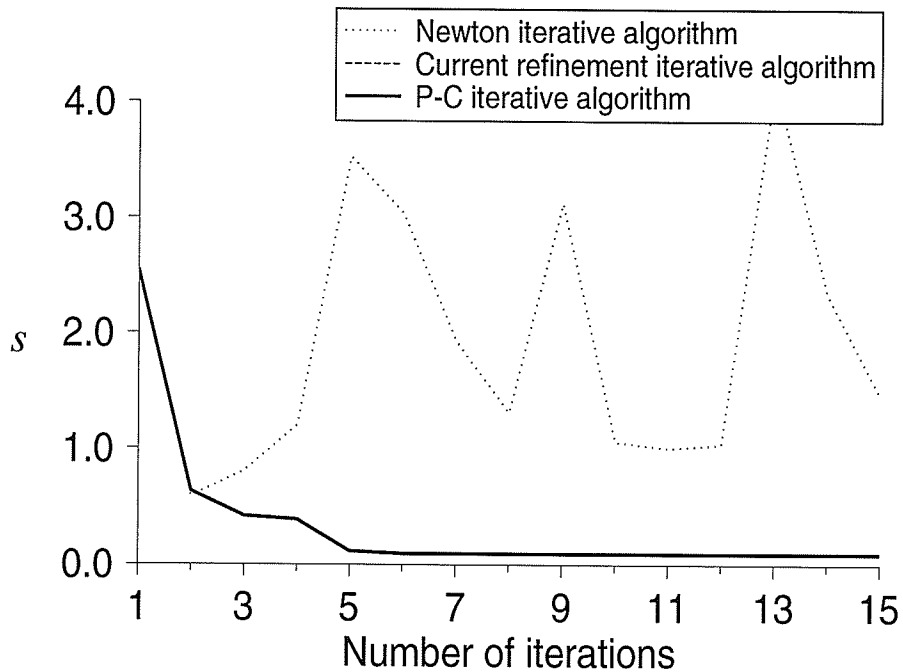 Newton iterative algorithm
Current refinement iterative algorithm
P-C iterative algorithm
4.0
3.0
2.0
1.0
0.0
s
1 3 5 7 9 11 13 15
Number of iterations